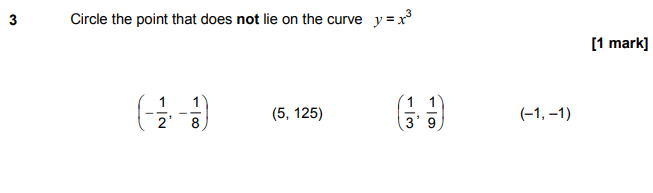 3 Circle the point that does not lie on the curve y = x³
[1 mark]
(−1/2, −1/8) (5, 125) (1/3, 1/9) (−1, −1)